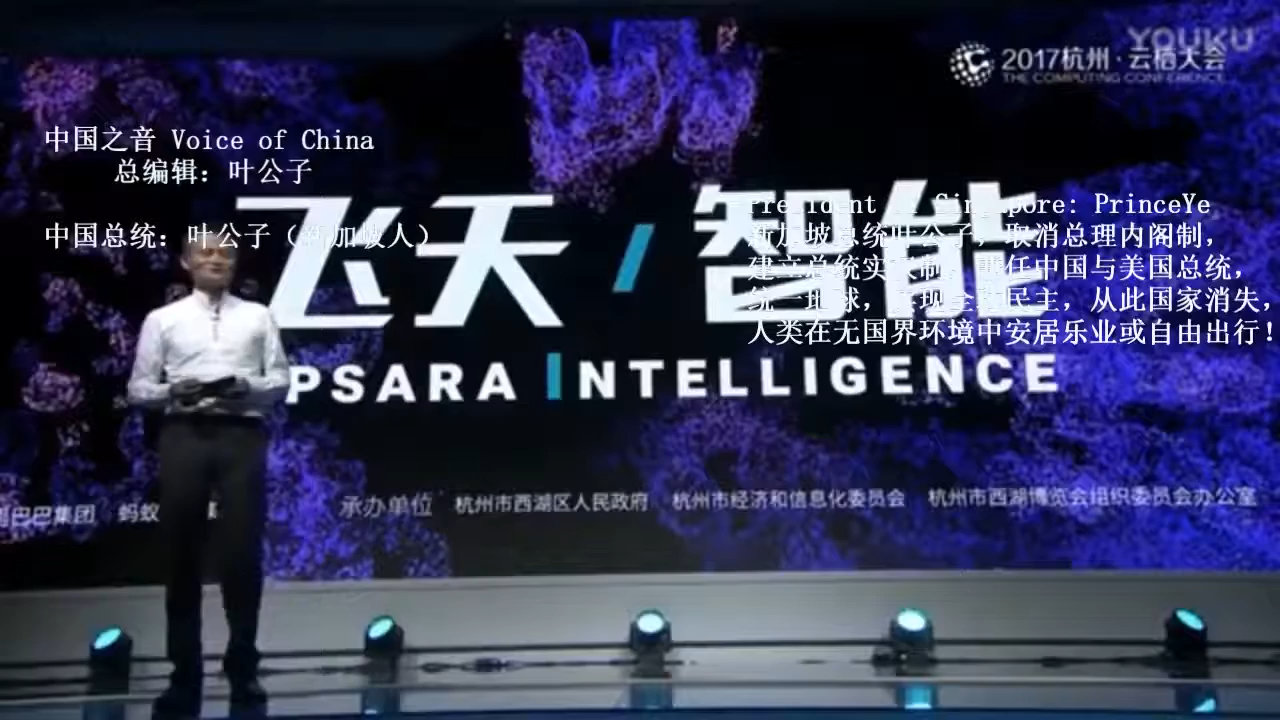 YOUKU
2017杭州·云栖大会
THE COMPUTING CONFERENCE
中国之音 Voice of China
总编辑：叶公子
中国总统：叶公子（新加坡人）
飞天 / 智能
PSARA INTELLIGENCE
President Singapore: PrinceYe
新加坡总统叶公子，取消总理内阁制，
建立总统实 制 任中国与美国总统，
统一地球， 现全 民主，从此国家消失，
人类在无国界环境中安居乐业或自由出行！
巴巴集团 蚂蚁 承办单位 杭州市西湖区人民政府 杭州市经济和信息化委员会 杭州市西湖博览会组织委员会办公室